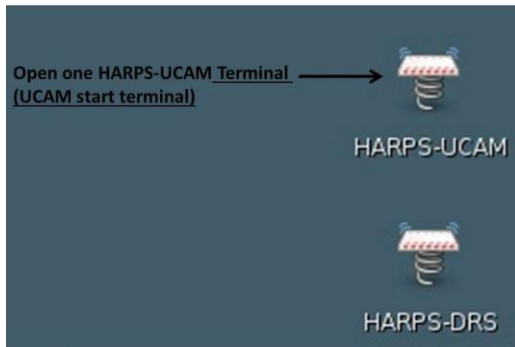 Open one HARPS-UCAM Terminal
(UCAM start terminal)
HARPS-UCAM
HARPS-DRS